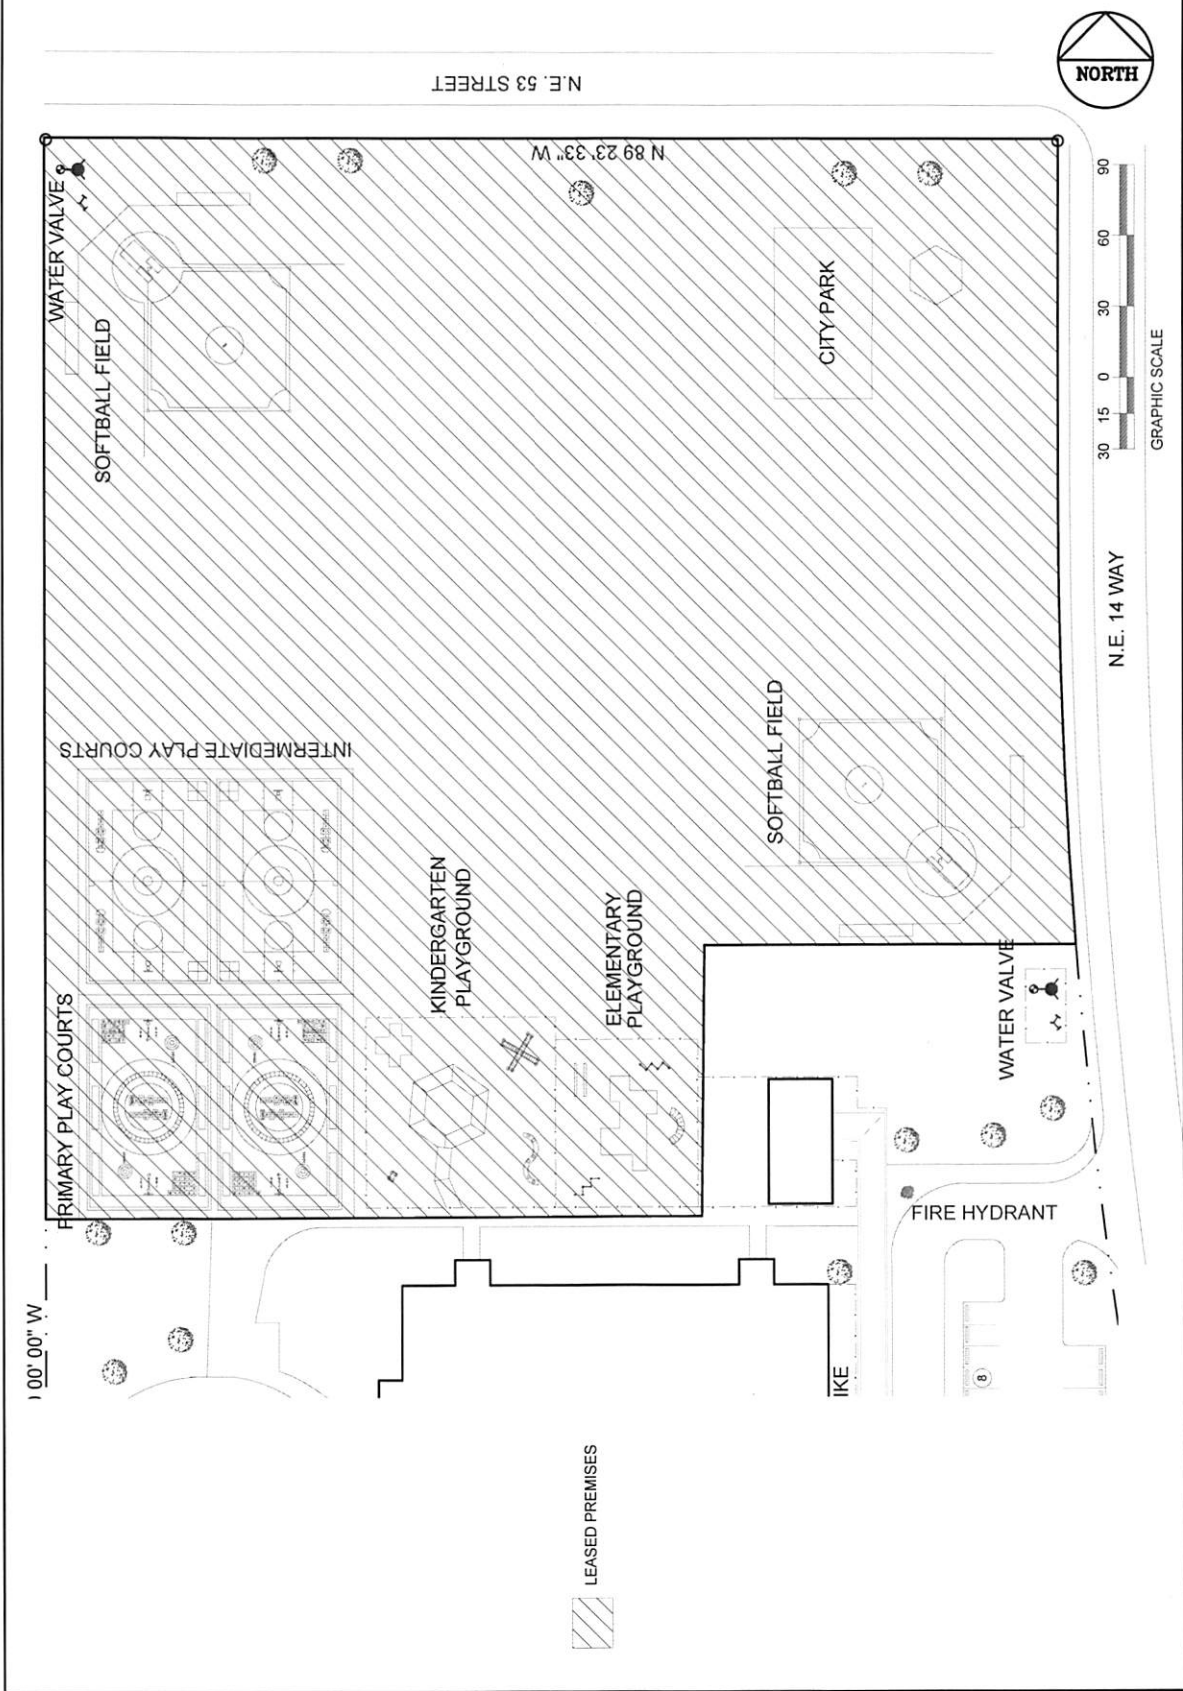 N.E. 53 STREET
NORTH
N 89 23' 33" W
WATER VALVE
SOFTBALL FIELD
CITY PARK
90
60
30
0
15
30
GRAPHIC SCALE
N.E. 14 WAY
INTERMEDIATE PLAY COURTS
SOFTBALL FIELD
PRIMARY PLAY COURTS
KINDERGARTEN
PLAYGROUND
ELEMENTARY
PLAYGROUND
WATER VALVE
FIRE HYDRANT
00' 00" W
IKE
8
LEASED PREMISES